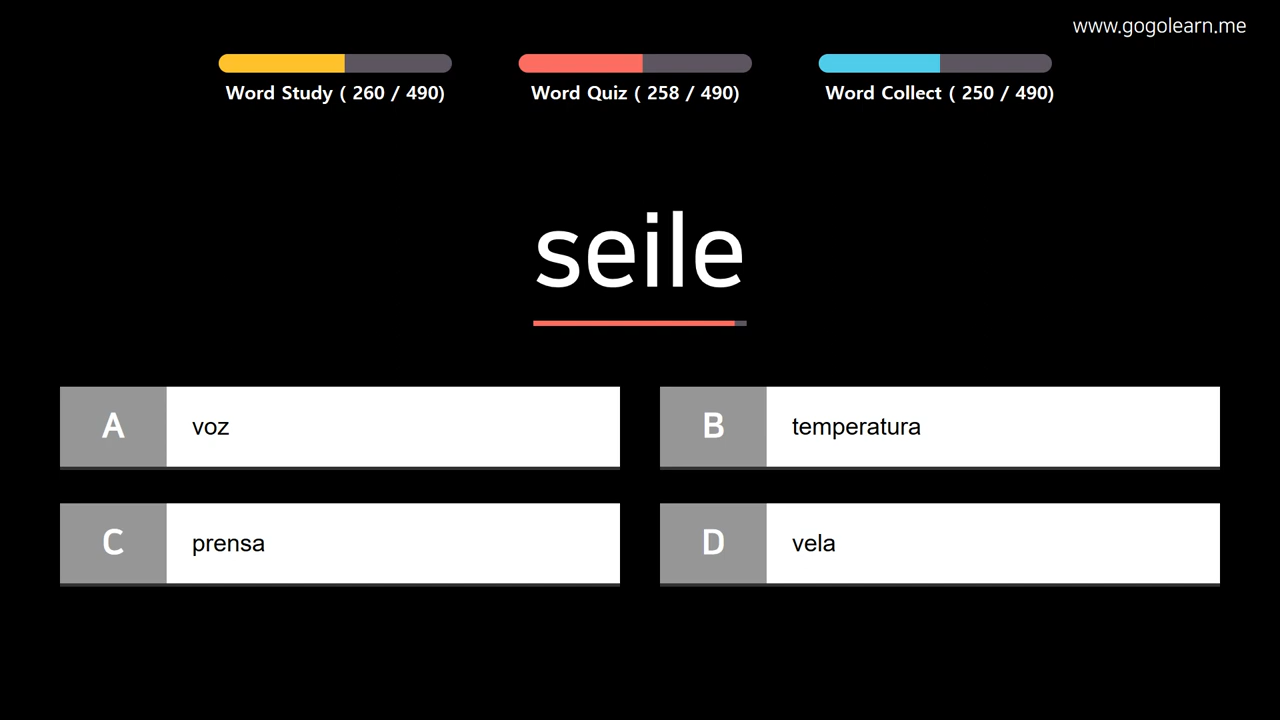 www.gogolearn.me
Word Study ( 260 / 490)
Word Quiz ( 258 / 490)
Word Collect ( 250 / 490)
seile
A voz
B temperatura
C prensa
D vela